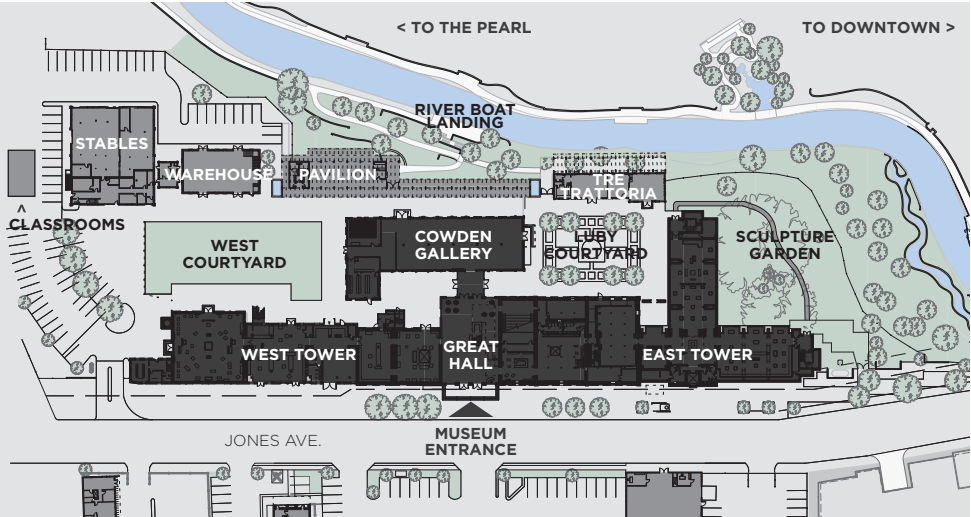 < TO THE PEARL
TO DOWNTOWN >
RIVER BOAT
LANDING
STABLES
WAREHOUSE
PAVILION
TRE
TRATTORIA
<
CLASSROOMS
WEST
COURTYARD
COWDEN
GALLERY
LUBY
COURTYARD
SCULPTURE
GARDEN
WEST TOWER
GREAT
HALL
EAST TOWER
MUSEUM
ENTRANCE
JONES AVE.